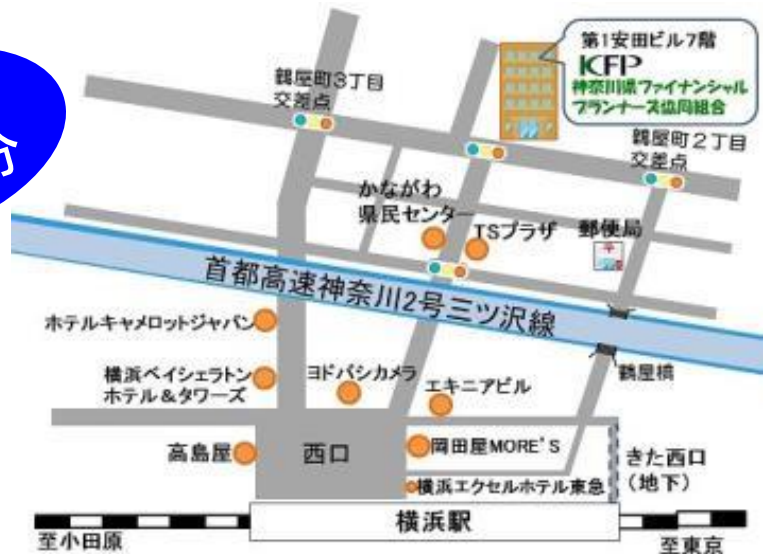 分
第1安田ビル7階
KFP
神奈川県ファイナンシャル
プランナーズ協同組合
鶴屋町3丁目
交差点
鶴屋町2丁目
交差点
かながわ
県民センター
TSプラザ
郵便局
首都高速神奈川2号三ツ沢線
ホテルキャメロットジャパン
鶴屋橋
横浜ベイシェラトン
ホテル&タワーズ
ヨドバシカメラ
エキニアビル
高島屋
西口
岡田屋MORE'S
きた西口
(地下)
横浜エクセルホテル東急
横浜駅
至小田原
至東京